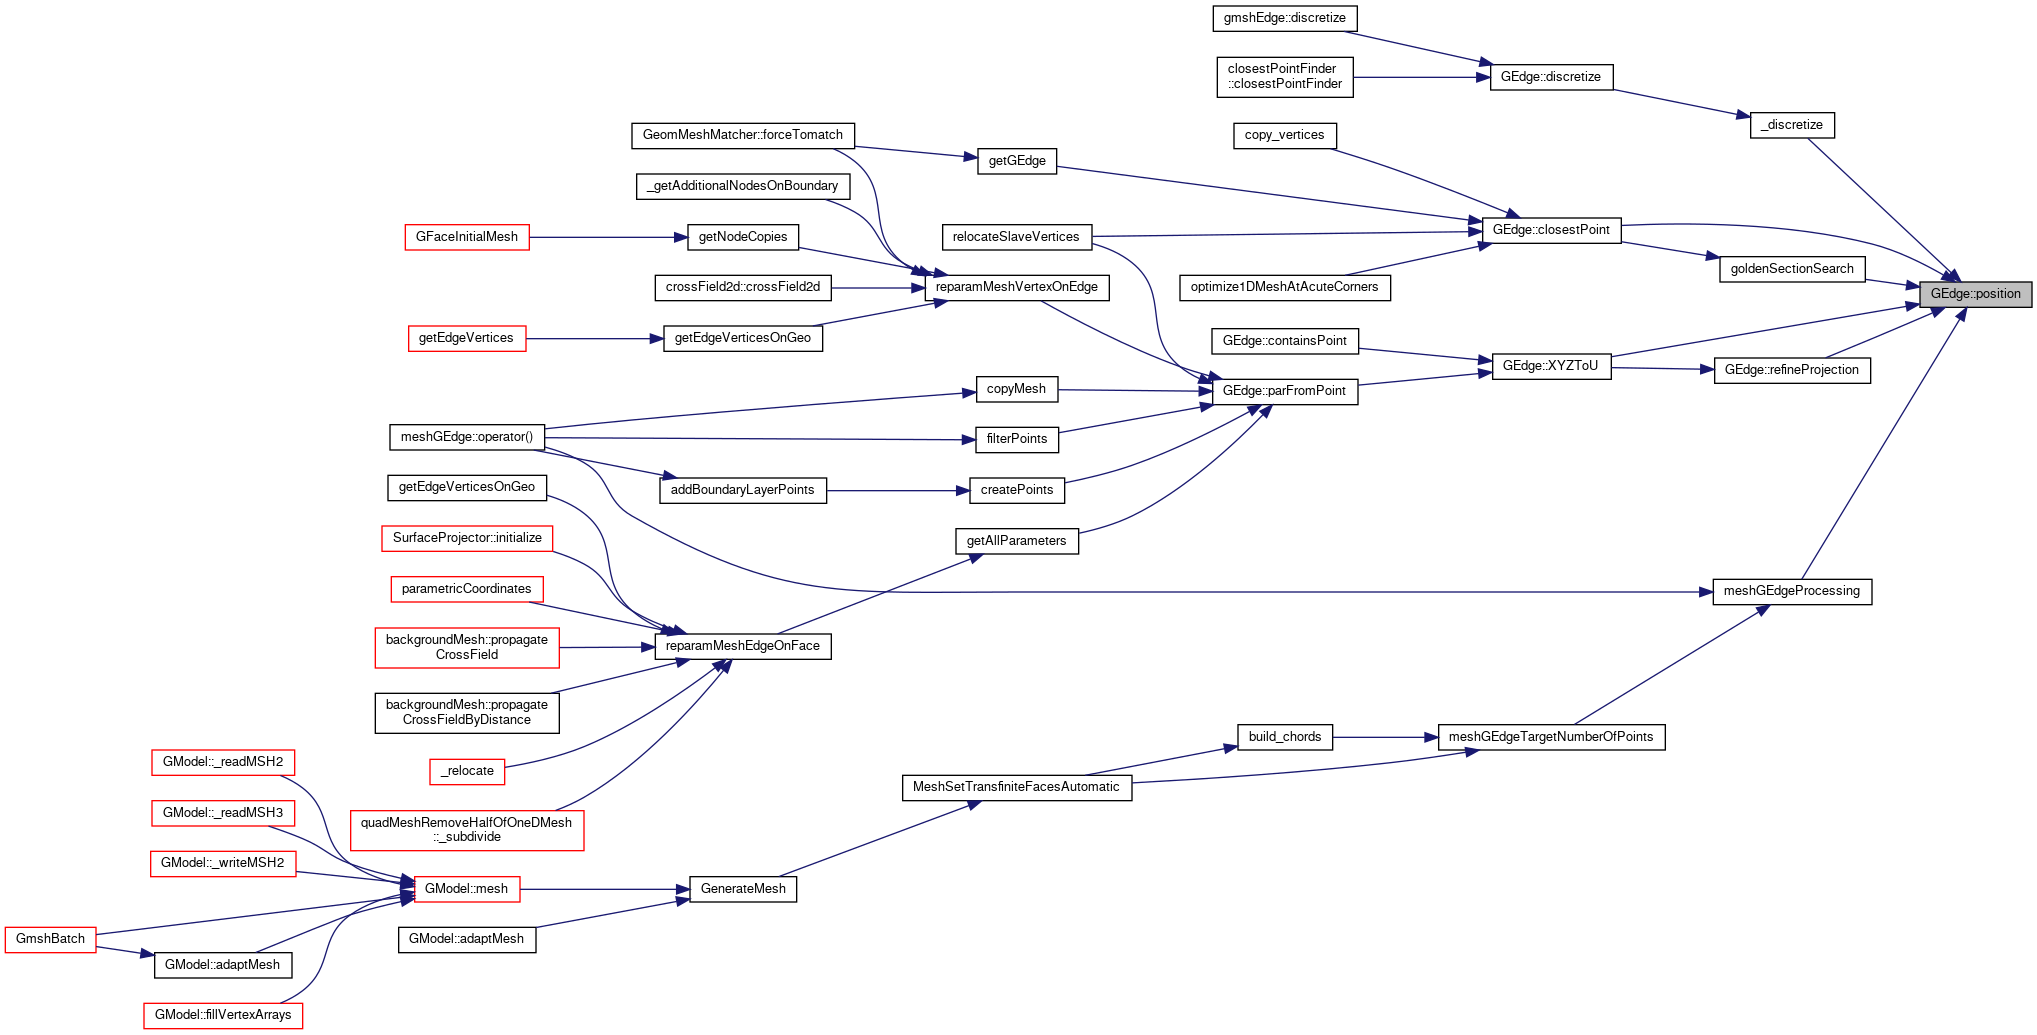 gmshEdge::discretize
closestPointFinder
::closestPointFinder
GEdge::discretize
_discretize
GeomMeshMatcher::forceTomatch
copy_vertices
getGEdge
_getAdditionalNodesOnBoundary
GFaceInitialMesh
getNodeCopies
relocateSlaveVertices
GEdge::closestPoint
goldenSectionSearch
crossField2d::crossField2d
reparamMeshVertexOnEdge
optimize1DMeshAtAcuteCorners
GEdge::position
getEdgeVertices
getEdgeVerticesOnGeo
GEdge::containsPoint
GEdge::XYZToU
GEdge::refineProjection
copyMesh
GEdge::parFromPoint
meshGEdge::operator()
filterPoints
getEdgeVerticesOnGeo
addBoundaryLayerPoints
createPoints
SurfaceProjector::initialize
getAllParameters
parametricCoordinates
meshGEdgeProcessing
backgroundMesh::propagate
CrossField
reparamMeshEdgeOnFace
backgroundMesh::propagate
CrossFieldByDistance
build_chords
meshGEdgeTargetNumberOfPoints
GModel::_readMSH2
_relocate
MeshSetTransfiniteFacesAutomatic
GModel::_readMSH3
quadMeshRemoveHalfOfOneDMesh
::_subdivide
GModel::_writeMSH2
GModel::mesh
GenerateMesh
GmshBatch
GModel::adaptMesh
GModel::adaptMesh
GModel::fillVertexArrays